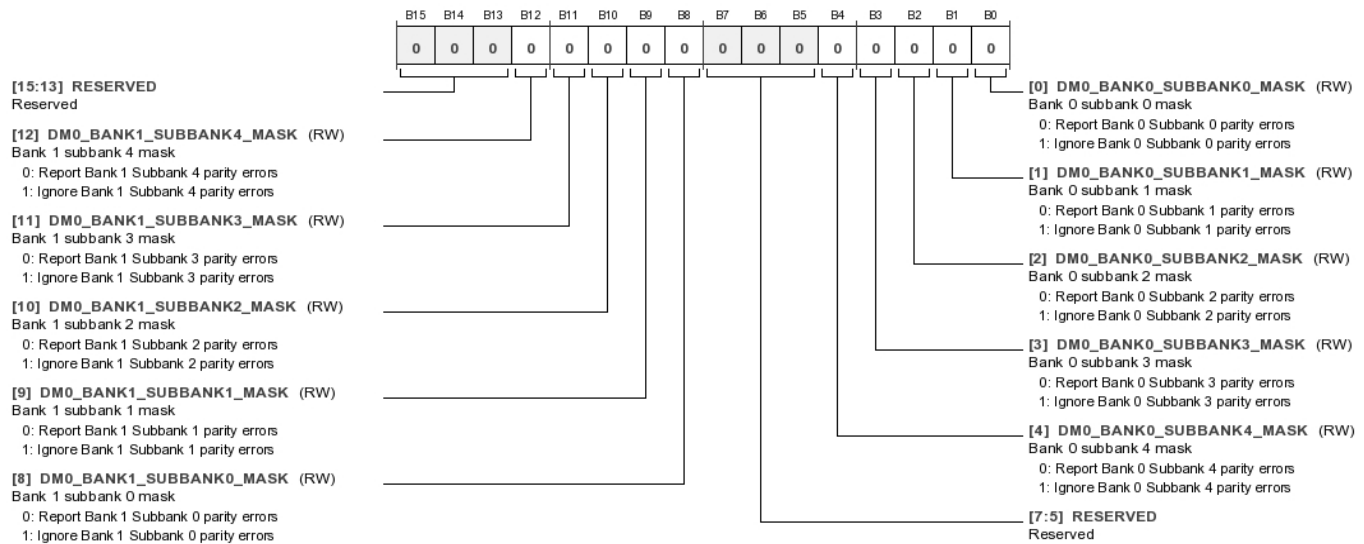 B15 B14 B13 B12 B11 B10 B9 B8 B7 B6 B5 B4 B3 B2 B1 B0
0 0 0 0 0 0 0 0 0 0 0 0 0 0 0 0
[15:13] RESERVED
Reserved
[12] DM0_BANK1_SUBBANK4_MASK (RW)
Bank 1 subbank 4 mask
0: Report Bank 1 Subbank 4 parity errors
1: Ignore Bank 1 Subbank 4 parity errors
[11] DM0_BANK1_SUBBANK3_MASK (RW)
Bank 1 subbank 3 mask
0: Report Bank 1 Subbank 3 parity errors
1: Ignore Bank 1 Subbank 3 parity errors
[10] DM0_BANK1_SUBBANK2_MASK (RW)
Bank 1 subbank 2 mask
0: Report Bank 1 Subbank 2 parity errors
1: Ignore Bank 1 Subbank 2 parity errors
[9] DM0_BANK1_SUBBANK1_MASK (RW)
Bank 1 subbank 1 mask
0: Report Bank 1 Subbank 1 parity errors
1: Ignore Bank 1 Subbank 1 parity errors
[8] DM0_BANK1_SUBBANK0_MASK (RW)
Bank 1 subbank 0 mask
0: Report Bank 1 Subbank 0 parity errors
1: Ignore Bank 1 Subbank 0 parity errors
[0] DM0_BANK0_SUBBANK0_MASK (RW)
Bank 0 subbank 0 mask
0: Report Bank 0 Subbank 0 parity errors
1: Ignore Bank 0 Subbank 0 parity errors
[1] DM0_BANK0_SUBBANK1_MASK (RW)
Bank 0 subbank 1 mask
0: Report Bank 0 Subbank 1 parity errors
1: Ignore Bank 0 Subbank 1 parity errors
[2] DM0_BANK0_SUBBANK2_MASK (RW)
Bank 0 subbank 2 mask
0: Report Bank 0 Subbank 2 parity errors
1: Ignore Bank 0 Subbank 2 parity errors
[3] DM0_BANK0_SUBBANK3_MASK (RW)
Bank 0 subbank 3 mask
0: Report Bank 0 Subbank 3 parity errors
1: Ignore Bank 0 Subbank 3 parity errors
[4] DM0_BANK0_SUBBANK4_MASK (RW)
Bank 0 subbank 4 mask
0: Report Bank 0 Subbank 4 parity errors
1: Ignore Bank 0 Subbank 4 parity errors
[7:5] RESERVED
Reserved